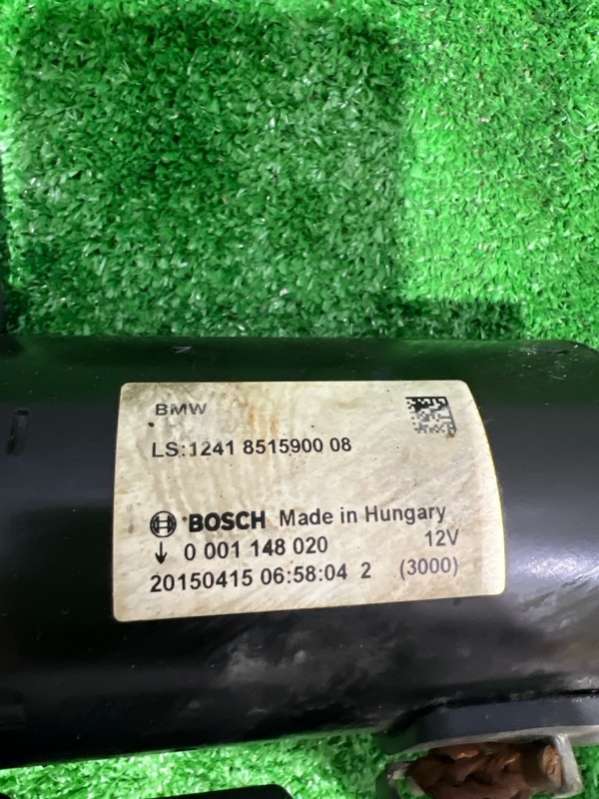 BMW
LS:1241 8515900 08
BOSCH Made in Hungary
↓ 0 001 148 020 12V
20150415 06:58:04 2 (3000)